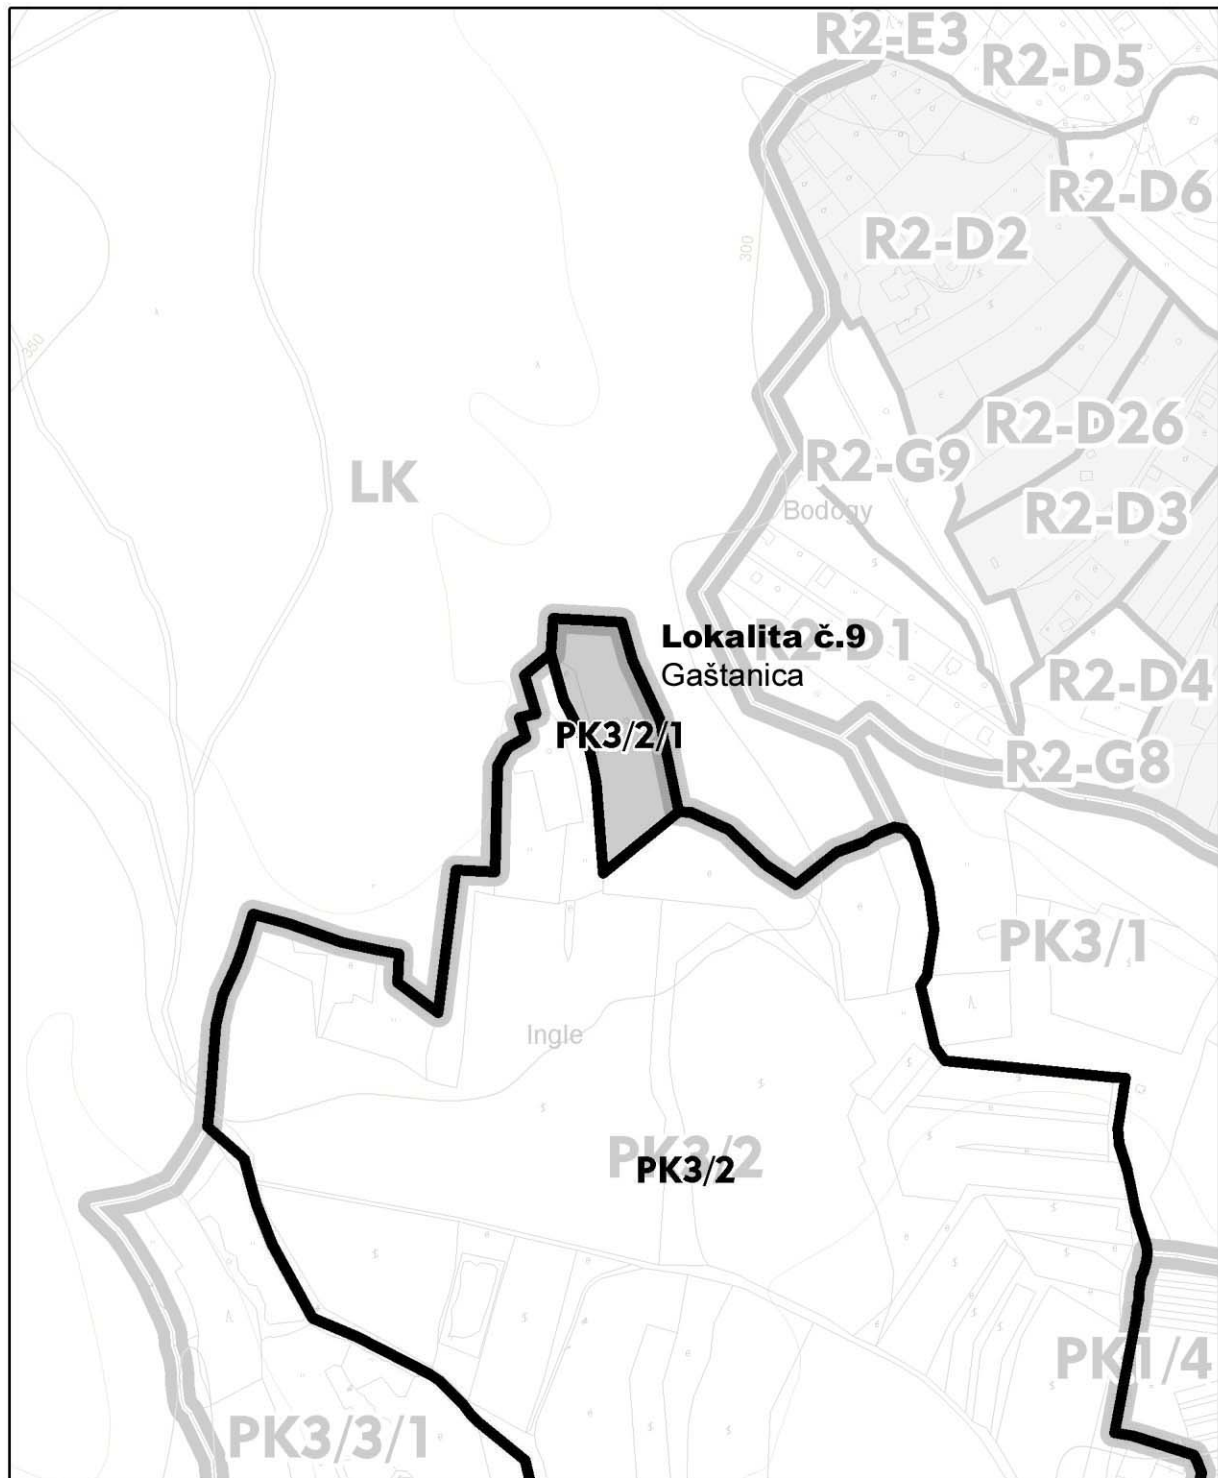 R2-E3
R2-D5
R2-D6
R2-D2
300
350
R2-D26
R2-G9
LK
Bodogy
R2-D3
Lokalita č.9
R2-D1
Gaštanica
R2-D4
PK3/2/1
R2-G8
PK3/1
Ingle
PK3/2
PK3/2
PK1/4
PK3/3/1